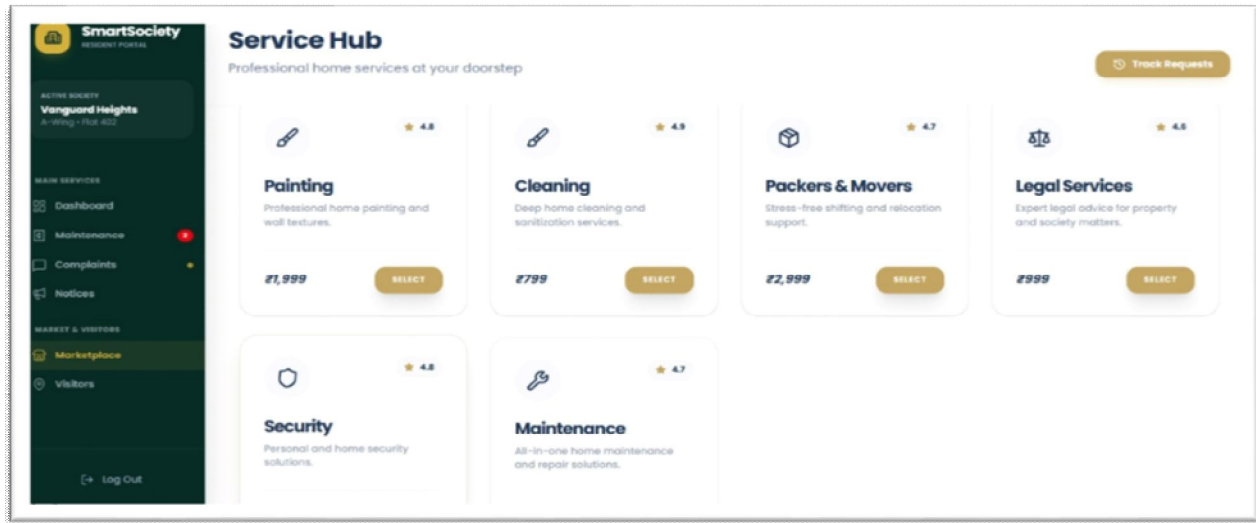 SmartSociety
RESIDENT PORTAL
ACTIVE SOCIETY
Vanguard Heights
A-Wing • Flat 402
MAIN SERVICES
Dashboard
Maintenance
Complaints
Notices
MARKET & VISITORS
Marketplace
Visitors
Log Out
Service Hub
Professional home services at your doorstep
Track Requests
4.8
Painting
Professional home painting and
wall textures.
₹1,999
SELECT
4.9
Cleaning
Deep home cleaning and
sanitization services.
₹799
SELECT
4.7
Packers & Movers
Stress-free shifting and relocation
support.
₹2,999
SELECT
Legal Services
Expert legal advice for property
and society matters.
₹999
SELECT
4.8
Security
Personal and home security
solutions.
4.7
Maintenance
All-in-one home maintenance
and repair solutions.